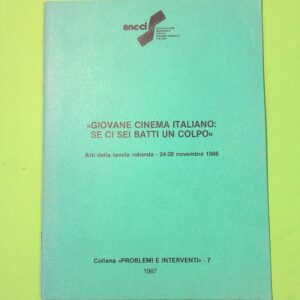 ancci
«GIOVANE CINEMA ITALIANO:
SE CI SEI BATTI UN COLPO»
Atti della tavola rotonda - 24-26 novembre 1986
Collana «PROBLEMI E INTERVENTI» - 7
1987